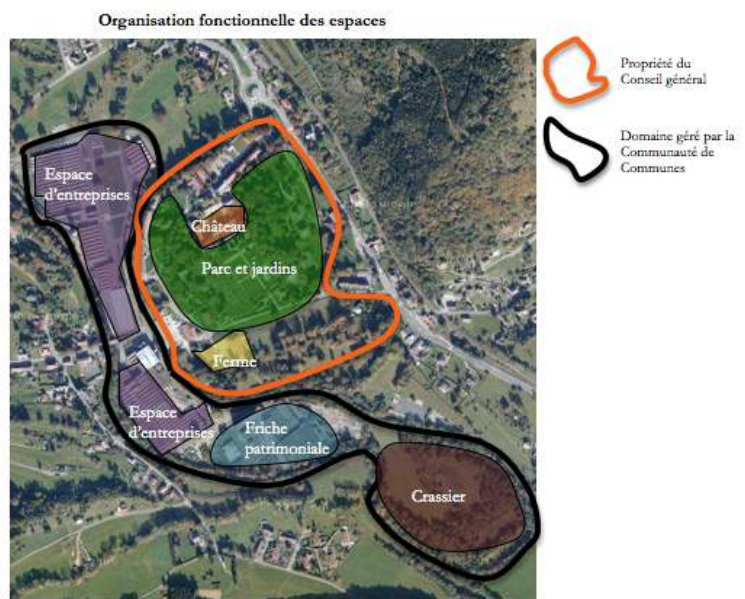 Organisation fonctionnelle des espaces
Propriété du
Conseil général
Domaine géré par la
Communauté de
Communes
Espace
d'entreprises
Château
Parc et jardins
Ferme
Espace
d'entreprises
Friche
patrimoniale
Crassier